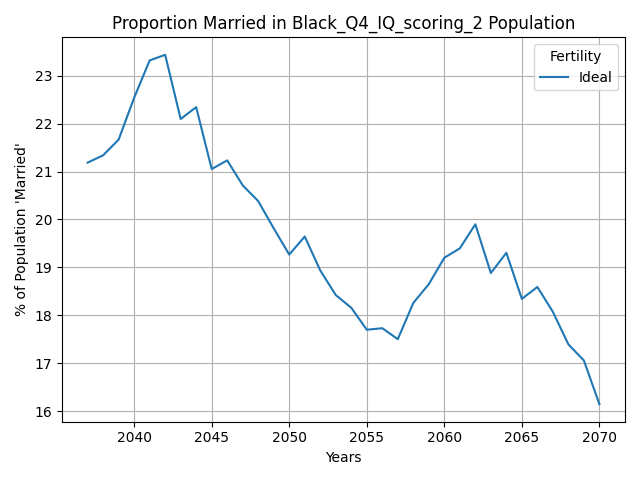 Proportion Married in Black_Q4_IQ_scoring_2 Population
Fertility
Ideal
% of Population 'Married'
23
22
21
20
19
18
17
16
2040 2045 2050 2055 2060 2065 2070
Years